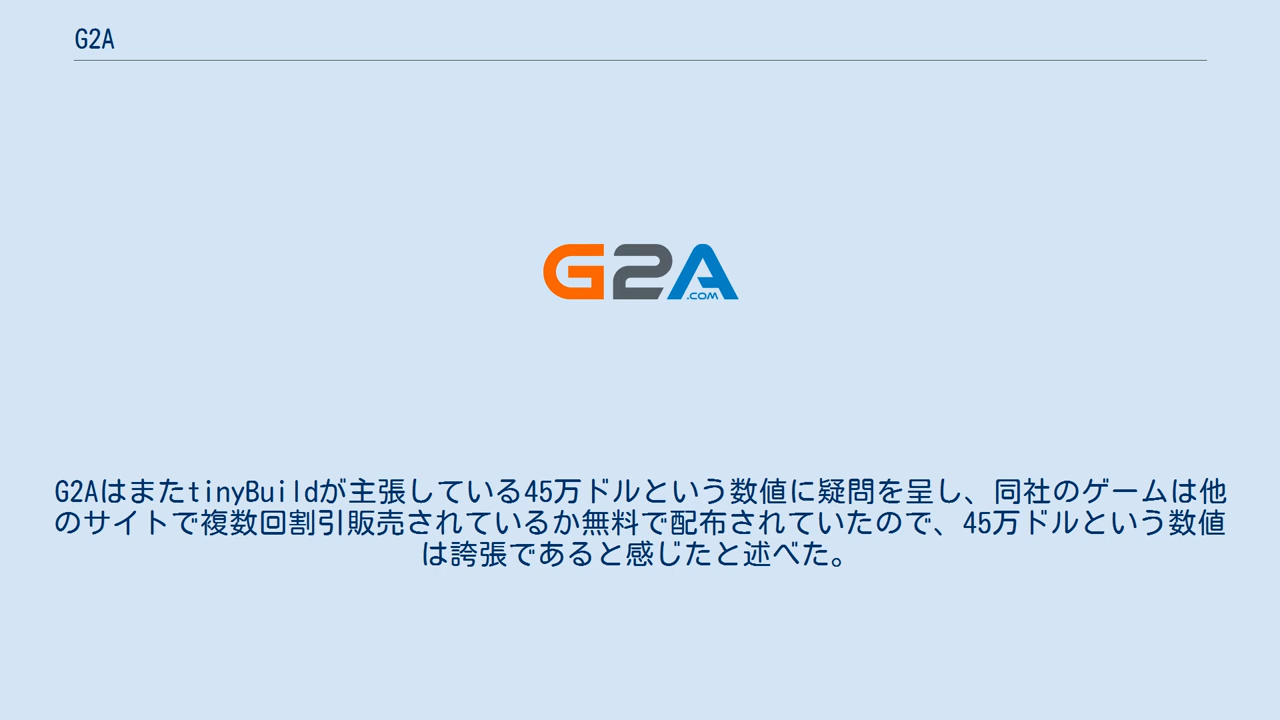 G2A
G2A
.COM
G2AはまたtinyBuildが主張している45万ドルという数値に疑問を呈し、同社のゲームは他
のサイトで複数回割引販売されているか無料で配布されていたので、45万ドルという数値
は誇張であると感じたと述べた。